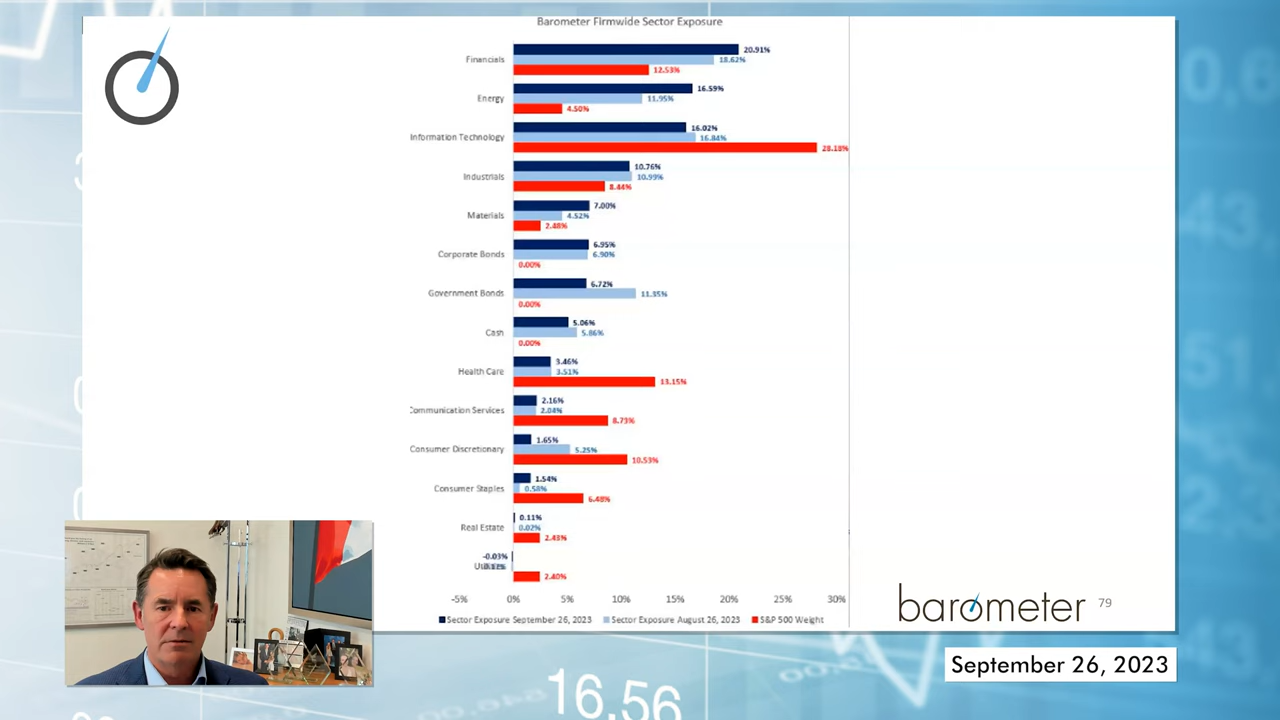 Barometer Firmwide Sector Exposure
Financials
20.91%
18.62%
12.53%
Energy
16.59%
11.95%
4.50%
Information Technology
16.02%
16.84%
28.18%
Industrials
10.76%
10.99%
8.44%
Materials
7.00%
4.52%
2.48%
Corporate Bonds
6.95%
6.90%
0.00%
Government Bonds
6.72%
11.35%
0.00%
Cash
5.06%
5.86%
0.00%
Health Care
3.46%
3.51%
13.15%
Communication Services
2.16%
2.04%
8.73%
Consumer Discretionary
1.65%
5.25%
10.53%
Consumer Staples
1.54%
0.58%
6.48%
Real Estate
0.11%
0.02%
2.43%
-0.03%
2.40%
-5% 0% 5% 10% 15% 20% 25% 30%
Sector Exposure September 26, 2023 Sector Exposure August 26, 2023 S&P 500 Weight
barometer 79
September 26, 2023
16,56